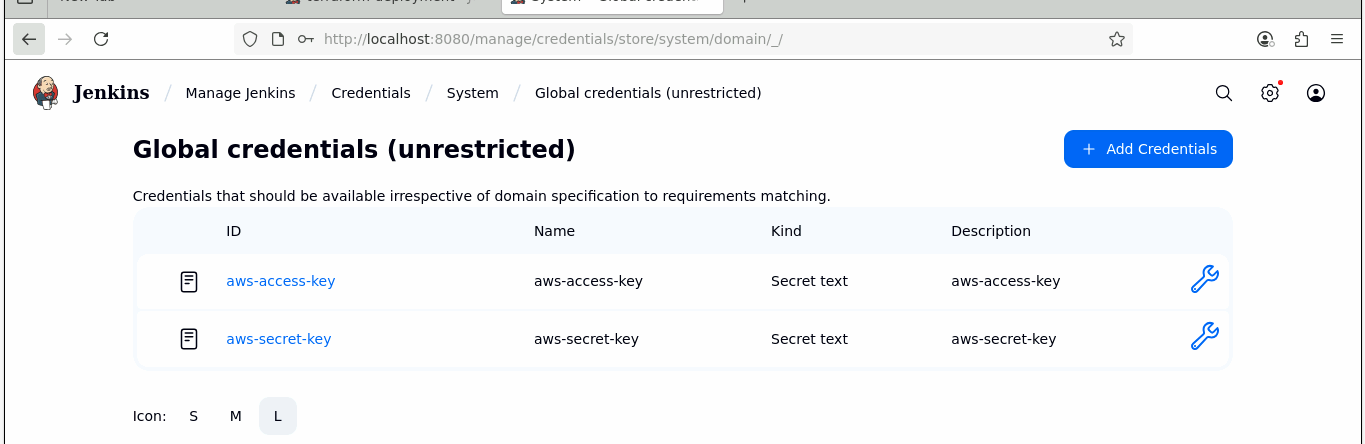 http://localhost:8080/manage/credentials/store/system/domain/_/
Jenkins / Manage Jenkins / Credentials / System / Global credentials (unrestricted)
Global credentials (unrestricted)
+ Add Credentials
Credentials that should be available irrespective of domain specification to requirements matching.
ID Name Kind Description
aws-access-key aws-access-key Secret text aws-access-key
aws-secret-key aws-secret-key Secret text aws-secret-key
Icon: S M L